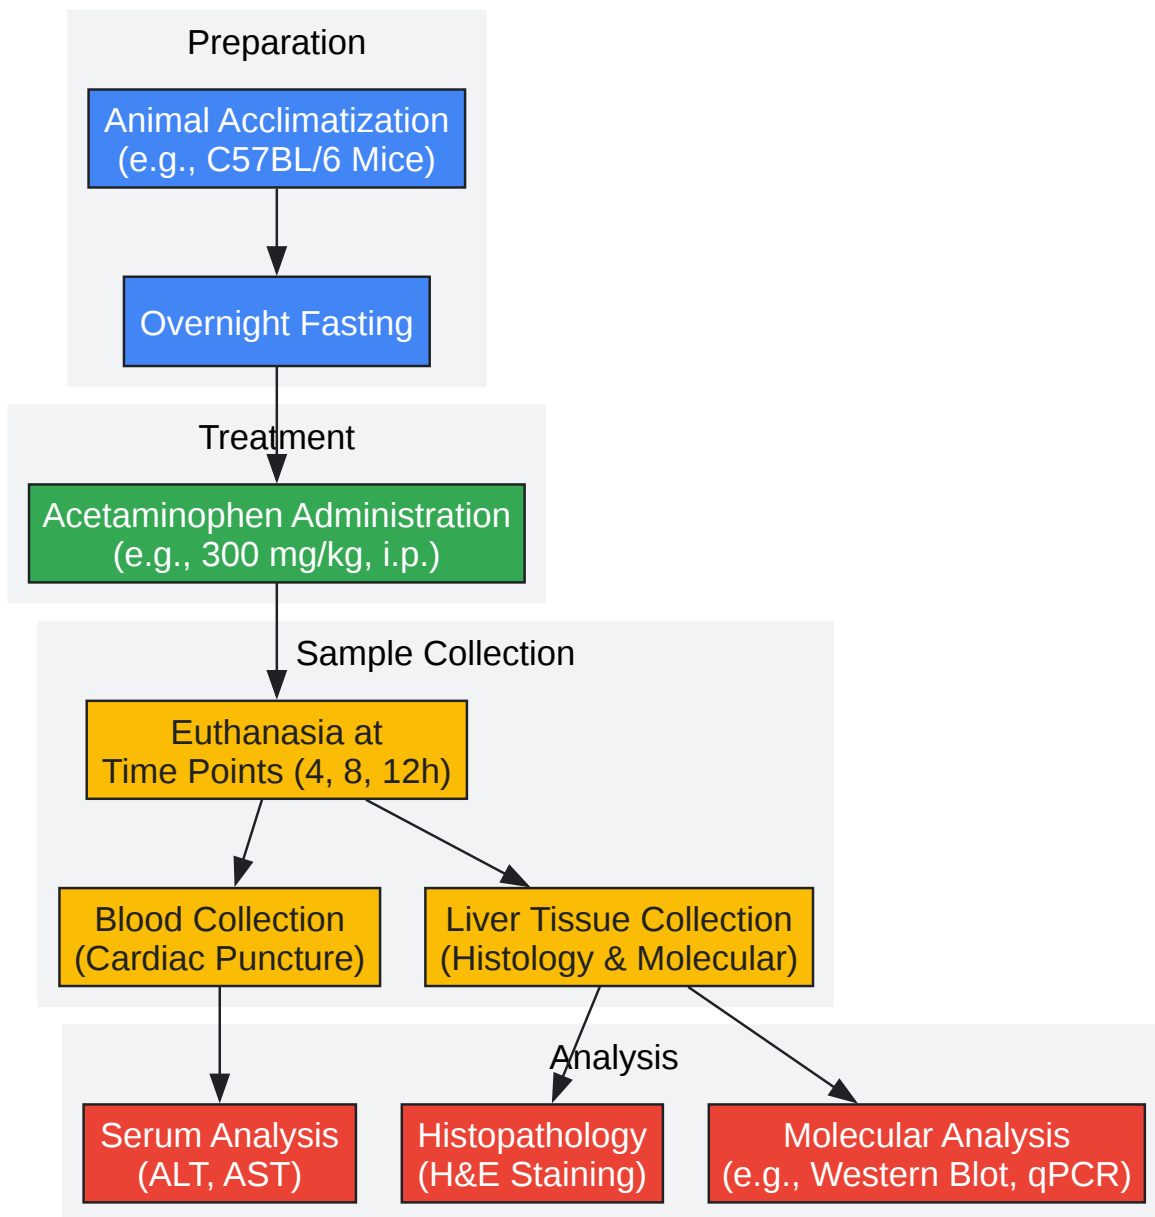 Preparation
Animal Acclimatization
(e.g., C57BL/6 Mice)
Overnight Fasting
Treatment
Acetaminophen Administration
(e.g., 300 mg/kg, i.p.)
Sample Collection
Euthanasia at
Time Points (4, 8, 12h)
Blood Collection
(Cardiac Puncture)
Liver Tissue Collection
(Histology & Molecular)
Analysis
Serum Analysis
(ALT, AST)
Histopathology
(H&E Staining)
Molecular Analysis
(e.g., Western Blot, qPCR)